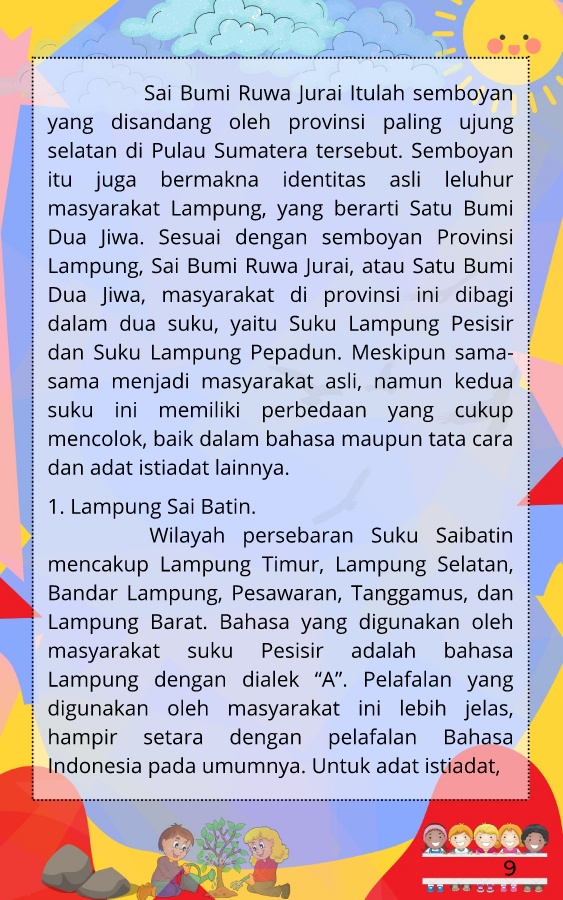 Sai Bumi Ruwa Jurai Itulah semboyan
yang disandang oleh provinsi paling ujung
selatan di Pulau Sumatera tersebut. Semboyan
itu juga bermakna identitas asli leluhur
masyarakat Lampung, yang berarti Satu Bumi
Dua Jiwa. Sesuai dengan semboyan Provinsi
Lampung, Sai Bumi Ruwa Jurai, atau Satu Bumi
Dua Jiwa, masyarakat di provinsi ini dibagi
dalam dua suku, yaitu Suku Lampung Pesisir
dan Suku Lampung Pepadun. Meskipun sama-
sama menjadi masyarakat asli, namun kedua
suku ini memiliki perbedaan yang cukup
mencolok, baik dalam bahasa maupun tata cara
dan adat istiadat lainnya.
1. Lampung Sai Batin.
Wilayah persebaran Suku Saibatin
mencakup Lampung Timur, Lampung Selatan,
Bandar Lampung, Pesawaran, Tanggamus, dan
Lampung Barat. Bahasa yang digunakan oleh
masyarakat suku Pesisir adalah bahasa
Lampung dengan dialek “A”. Pelafalan yang
digunakan oleh masyarakat ini lebih jelas,
hampir setara dengan pelafalan Bahasa
Indonesia pada umumnya. Untuk adat istiadat,
9